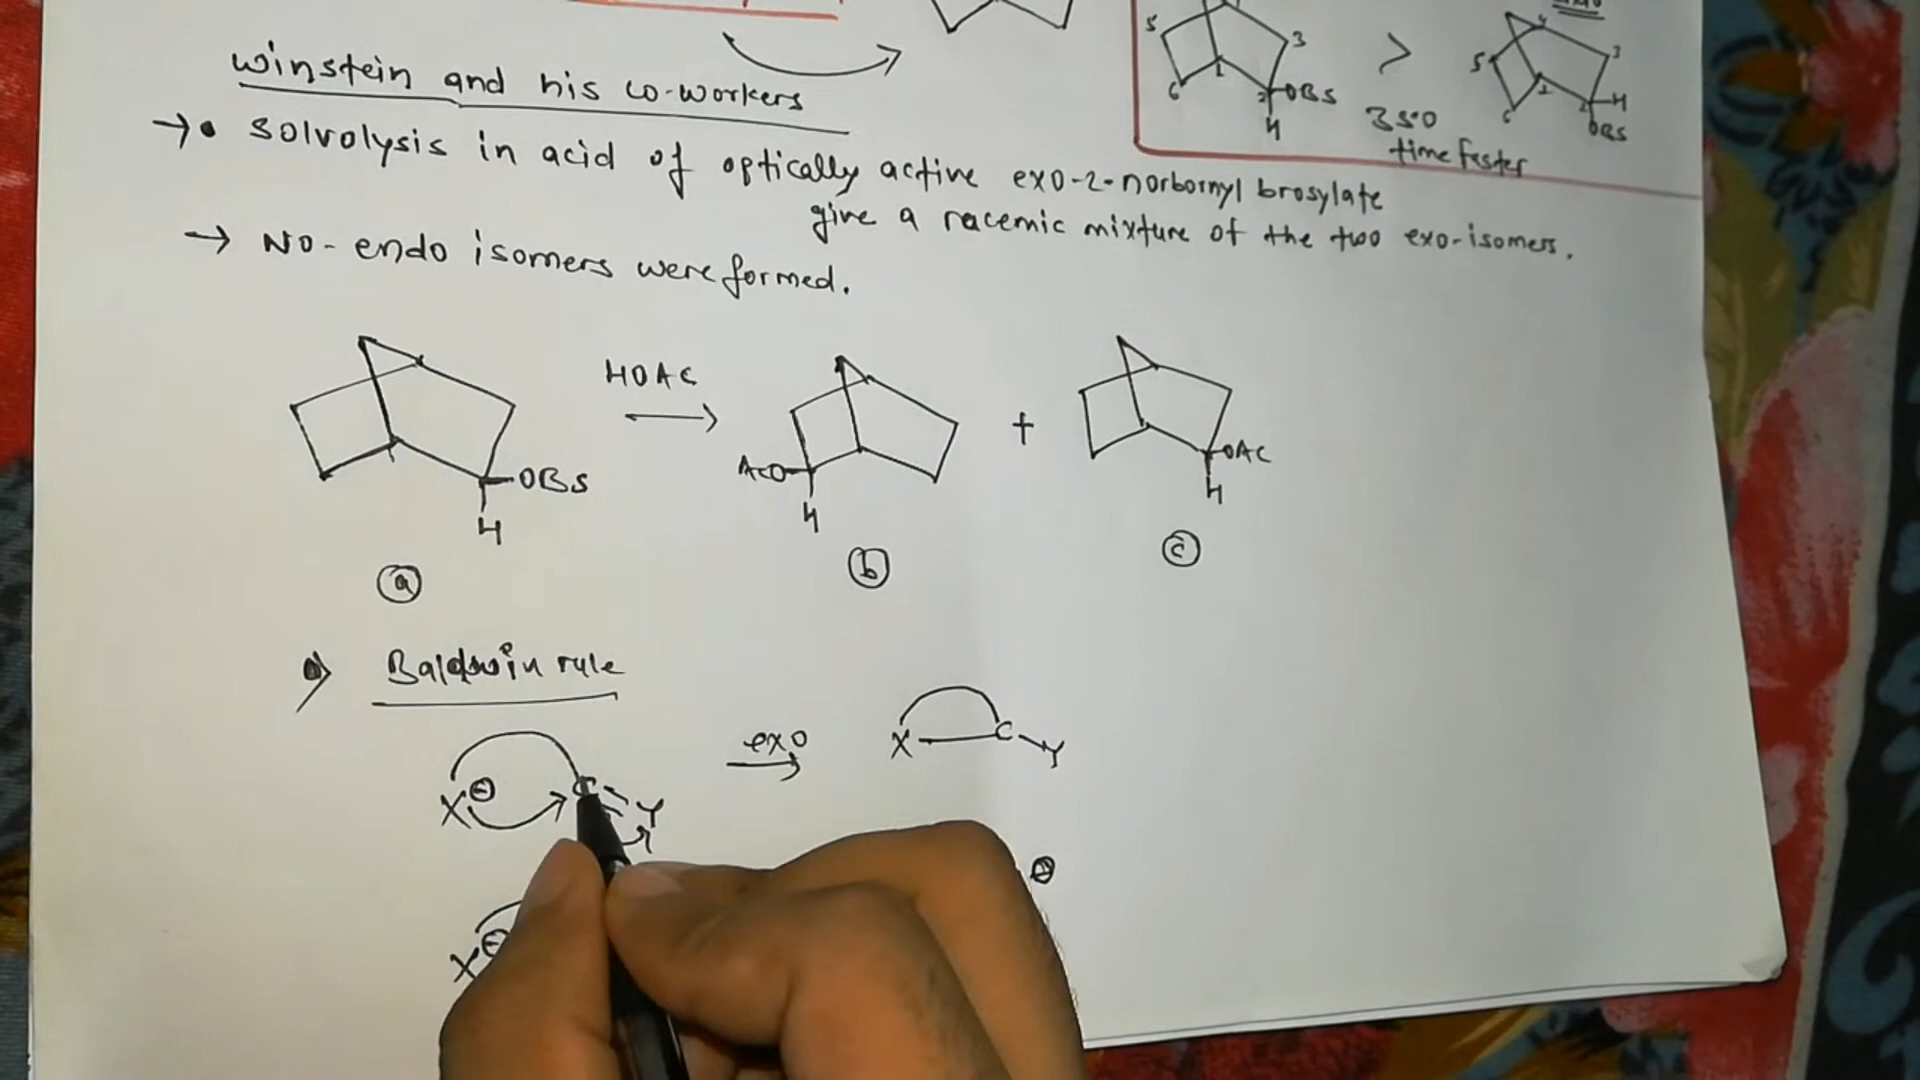 5
3
1
6
2
OBS
H
>
350
time faster
4
3
5
1
6
2
H
OBS
Winstein and his co-workers
→• Solvolysis in acid of optically active exo-2-norbornyl brosylate
give a racemic mixture of the two exo-isomers.
→ No-endo isomers were formed.
OBS
H
HOAC
→
AcO
H
+
OAC
H
(a)
(b)
(c)
Baldwin rule
X⊖ C Y
exo
→
X C Y
X⊖